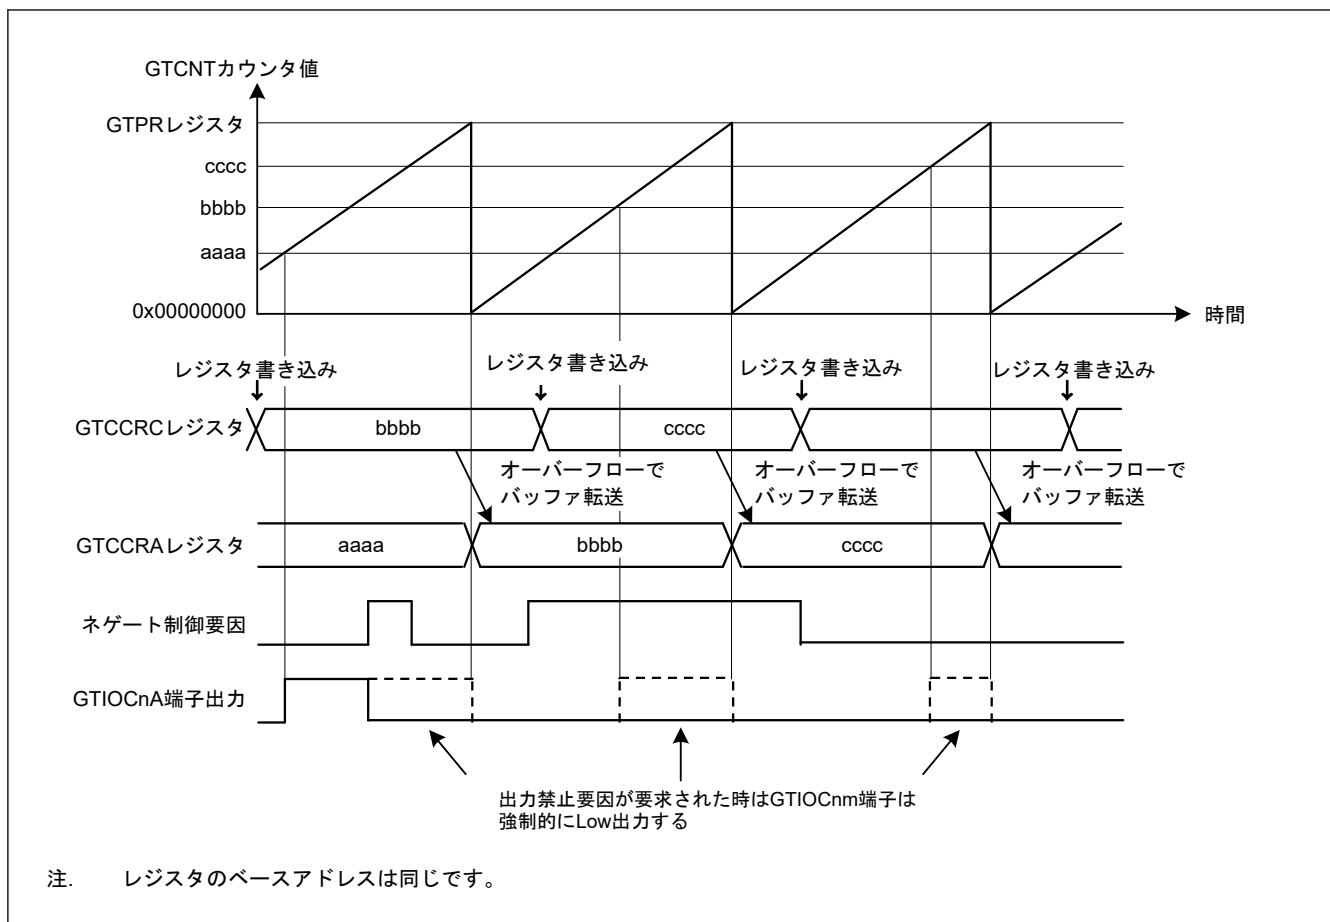 GTCNTカウンタ値
GTPRレジスタ
cccc
bbbb
aaaa
0x00000000
時間
レジスタ書き込み
レジスタ書き込み
レジスタ書き込み
レジスタ書き込み
GTCCRCレジスタ
bbbb
cccc
オーバーフローで
バッファ転送
オーバーフローで
バッファ転送
オーバーフローで
バッファ転送
GTCCRAレジスタ
aaaa
bbbb
cccc
ネゲート制御要因
GTIOCnA端子出力
出力禁止要因が要求された時はGTIOCnm端子は
強制的にLow出力する
注. レジスタのベースアドレスは同じです。